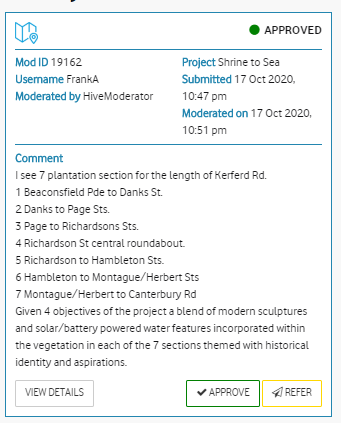 APPROVED
Mod ID 19162
Username FrankA
Moderated by HiveModerator
Project Shrine to Sea
Submitted 17 Oct 2020,
10:47 pm
Moderated on 17 Oct 2020,
10:51 pm
Comment
I see 7 plantation section for the length of Kerferd Rd.
1 Beaconsfield Pde to Danks St.
2 Danks to Page Sts.
3 Page to Richardsons Sts.
4 Richardson St central roundabout.
5 Richardson to Hambleton Sts.
6 Hambleton to Montague/Herbert Sts
7 Montague/Herbert to Canterbury Rd
Given 4 objectives of the project a blend of modern sculptures
and solar/battery powered water features incorporated within
the vegetation in each of the 7 sections themed with historical
identity and aspirations.
VIEW DETAILS
APPROVE
REFER